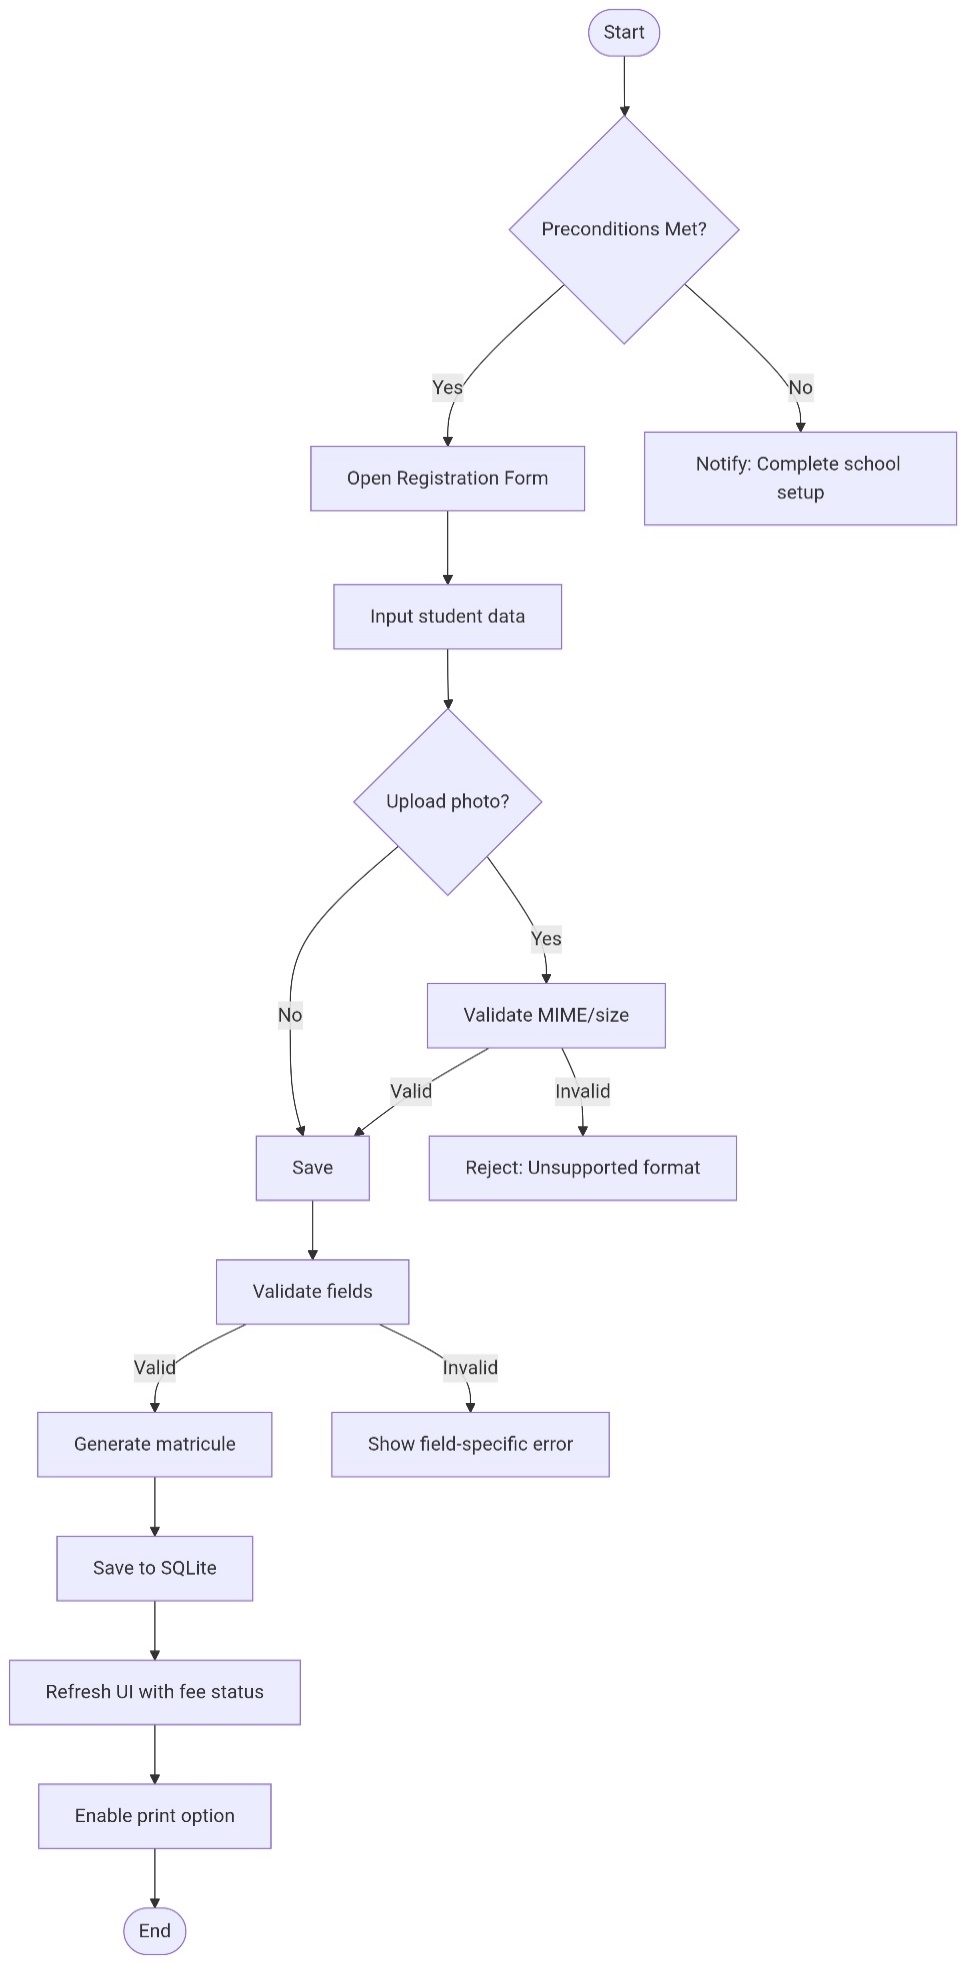 Start
Preconditions Met?
Yes
No
Open Registration Form
Notify: Complete school
setup
Input student data
Upload photo?
Yes
No
Validate MIME/size
Valid
Invalid
Save
Reject: Unsupported format
Validate fields
Valid
Invalid
Generate matricule
Show field-specific error
Save to SQLite
Refresh UI with fee status
Enable print option
End